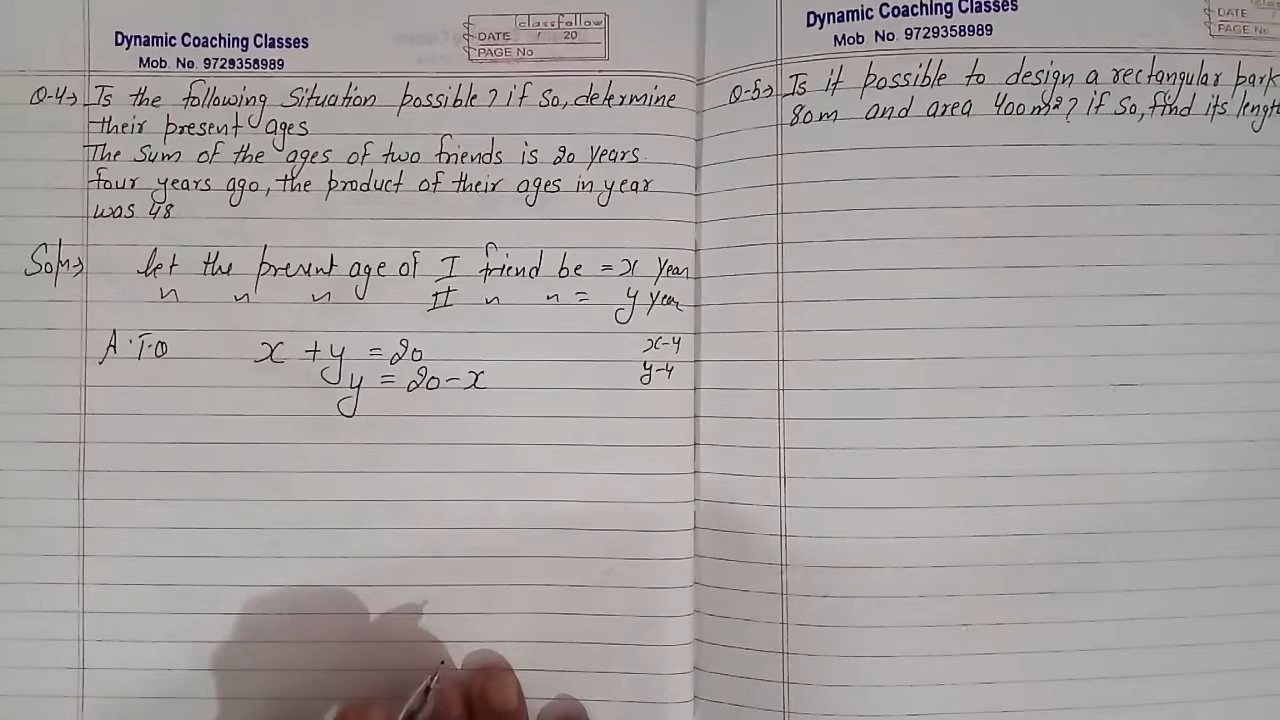 Dynamic Coaching Classes
Mob. No. 9729358989
classfollow
DATE / 20
PAGE No
Q-4→ Is the following Situation possible? if so, determine
their present ages
The Sum of the ages of two friends is 20 years.
four years ago, the product of their ages in year
was 48
Soln→ let the present age of I friend be = x year
〃 〃 〃 II 〃 〃 = y year
A.T.Q x + y = 20
y = 20-x
x-4
y-4
Dynamic Coaching Classes
Mob No. 9729358989
DATE
PAGE No
Q-5→ Is it possible to design a rectangular park
80m and area 400m²? if so, find its length